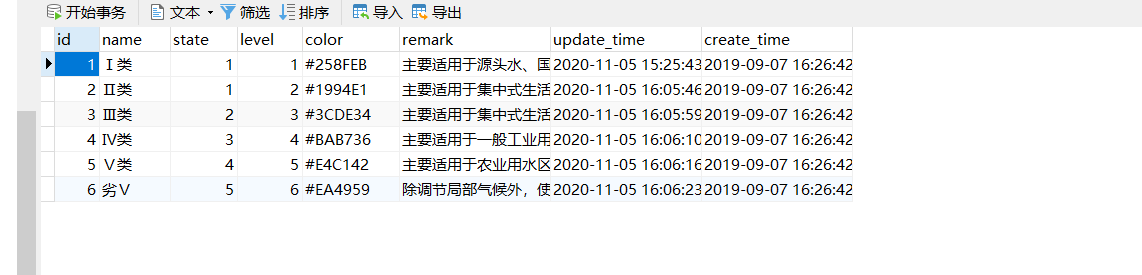 开始事务 文本 筛选 排序 导入 导出
id name state level color remark update_time create_time
1 Ⅰ类 1 1 #258FEB 主要适用于源头水、国 2020-11-05 15:25:43 2019-09-07 16:26:42
2 Ⅱ类 1 2 #1994E1 主要适用于集中式生活 2020-11-05 16:05:46 2019-09-07 16:26:42
3 Ⅲ类 2 3 #3CDE34 主要适用于集中式生活 2020-11-05 16:05:59 2019-09-07 16:26:42
4 Ⅳ类 3 4 #BAB736 主要适用于一般工业用 2020-11-05 16:06:10 2019-09-07 16:26:42
5 Ⅴ类 4 5 #E4C142 主要适用于农业用水区 2020-11-05 16:06:16 2019-09-07 16:26:42
6 劣Ⅴ 5 6 #EA4959 除调节局部气候外，使 2020-11-05 16:06:23 2019-09-07 16:26:42